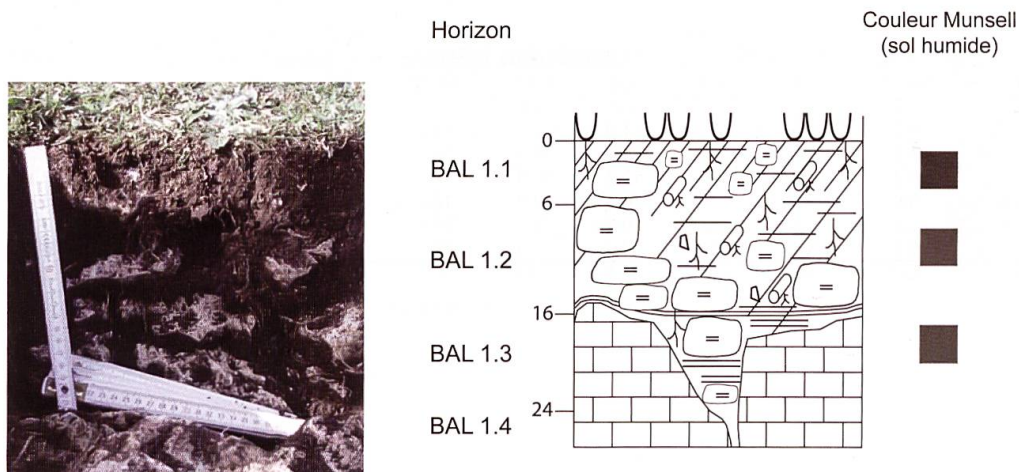 Horizon
Couleur Munsell
(sol humide)
0
BAL 1.1
6
BAL 1.2
16
BAL 1.3
24
BAL 1.4